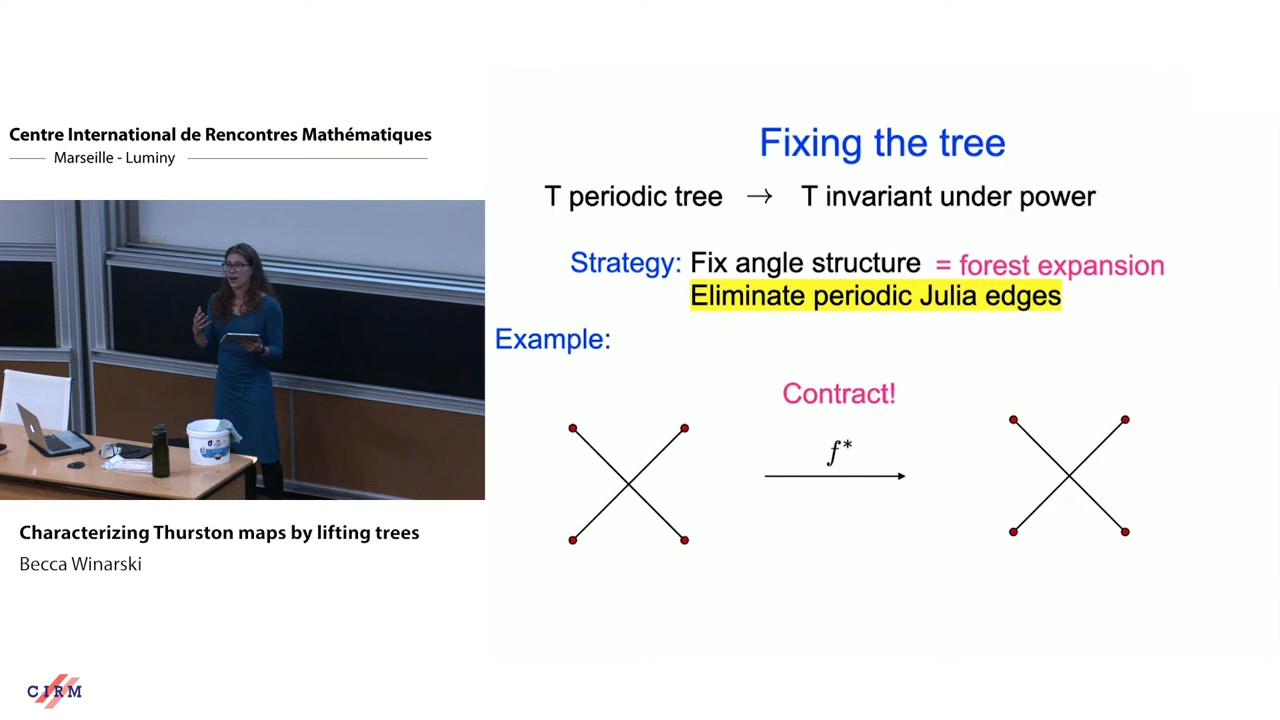 Centre International de Rencontres Mathématiques
Marseille - Luminy
Fixing the tree
T periodic tree → T invariant under power
Strategy: Fix angle structure = forest expansion
Eliminate periodic Julia edges
Example:
Contract!
f*
Characterizing Thurston maps by lifting trees
Becca Winarski
CIRM